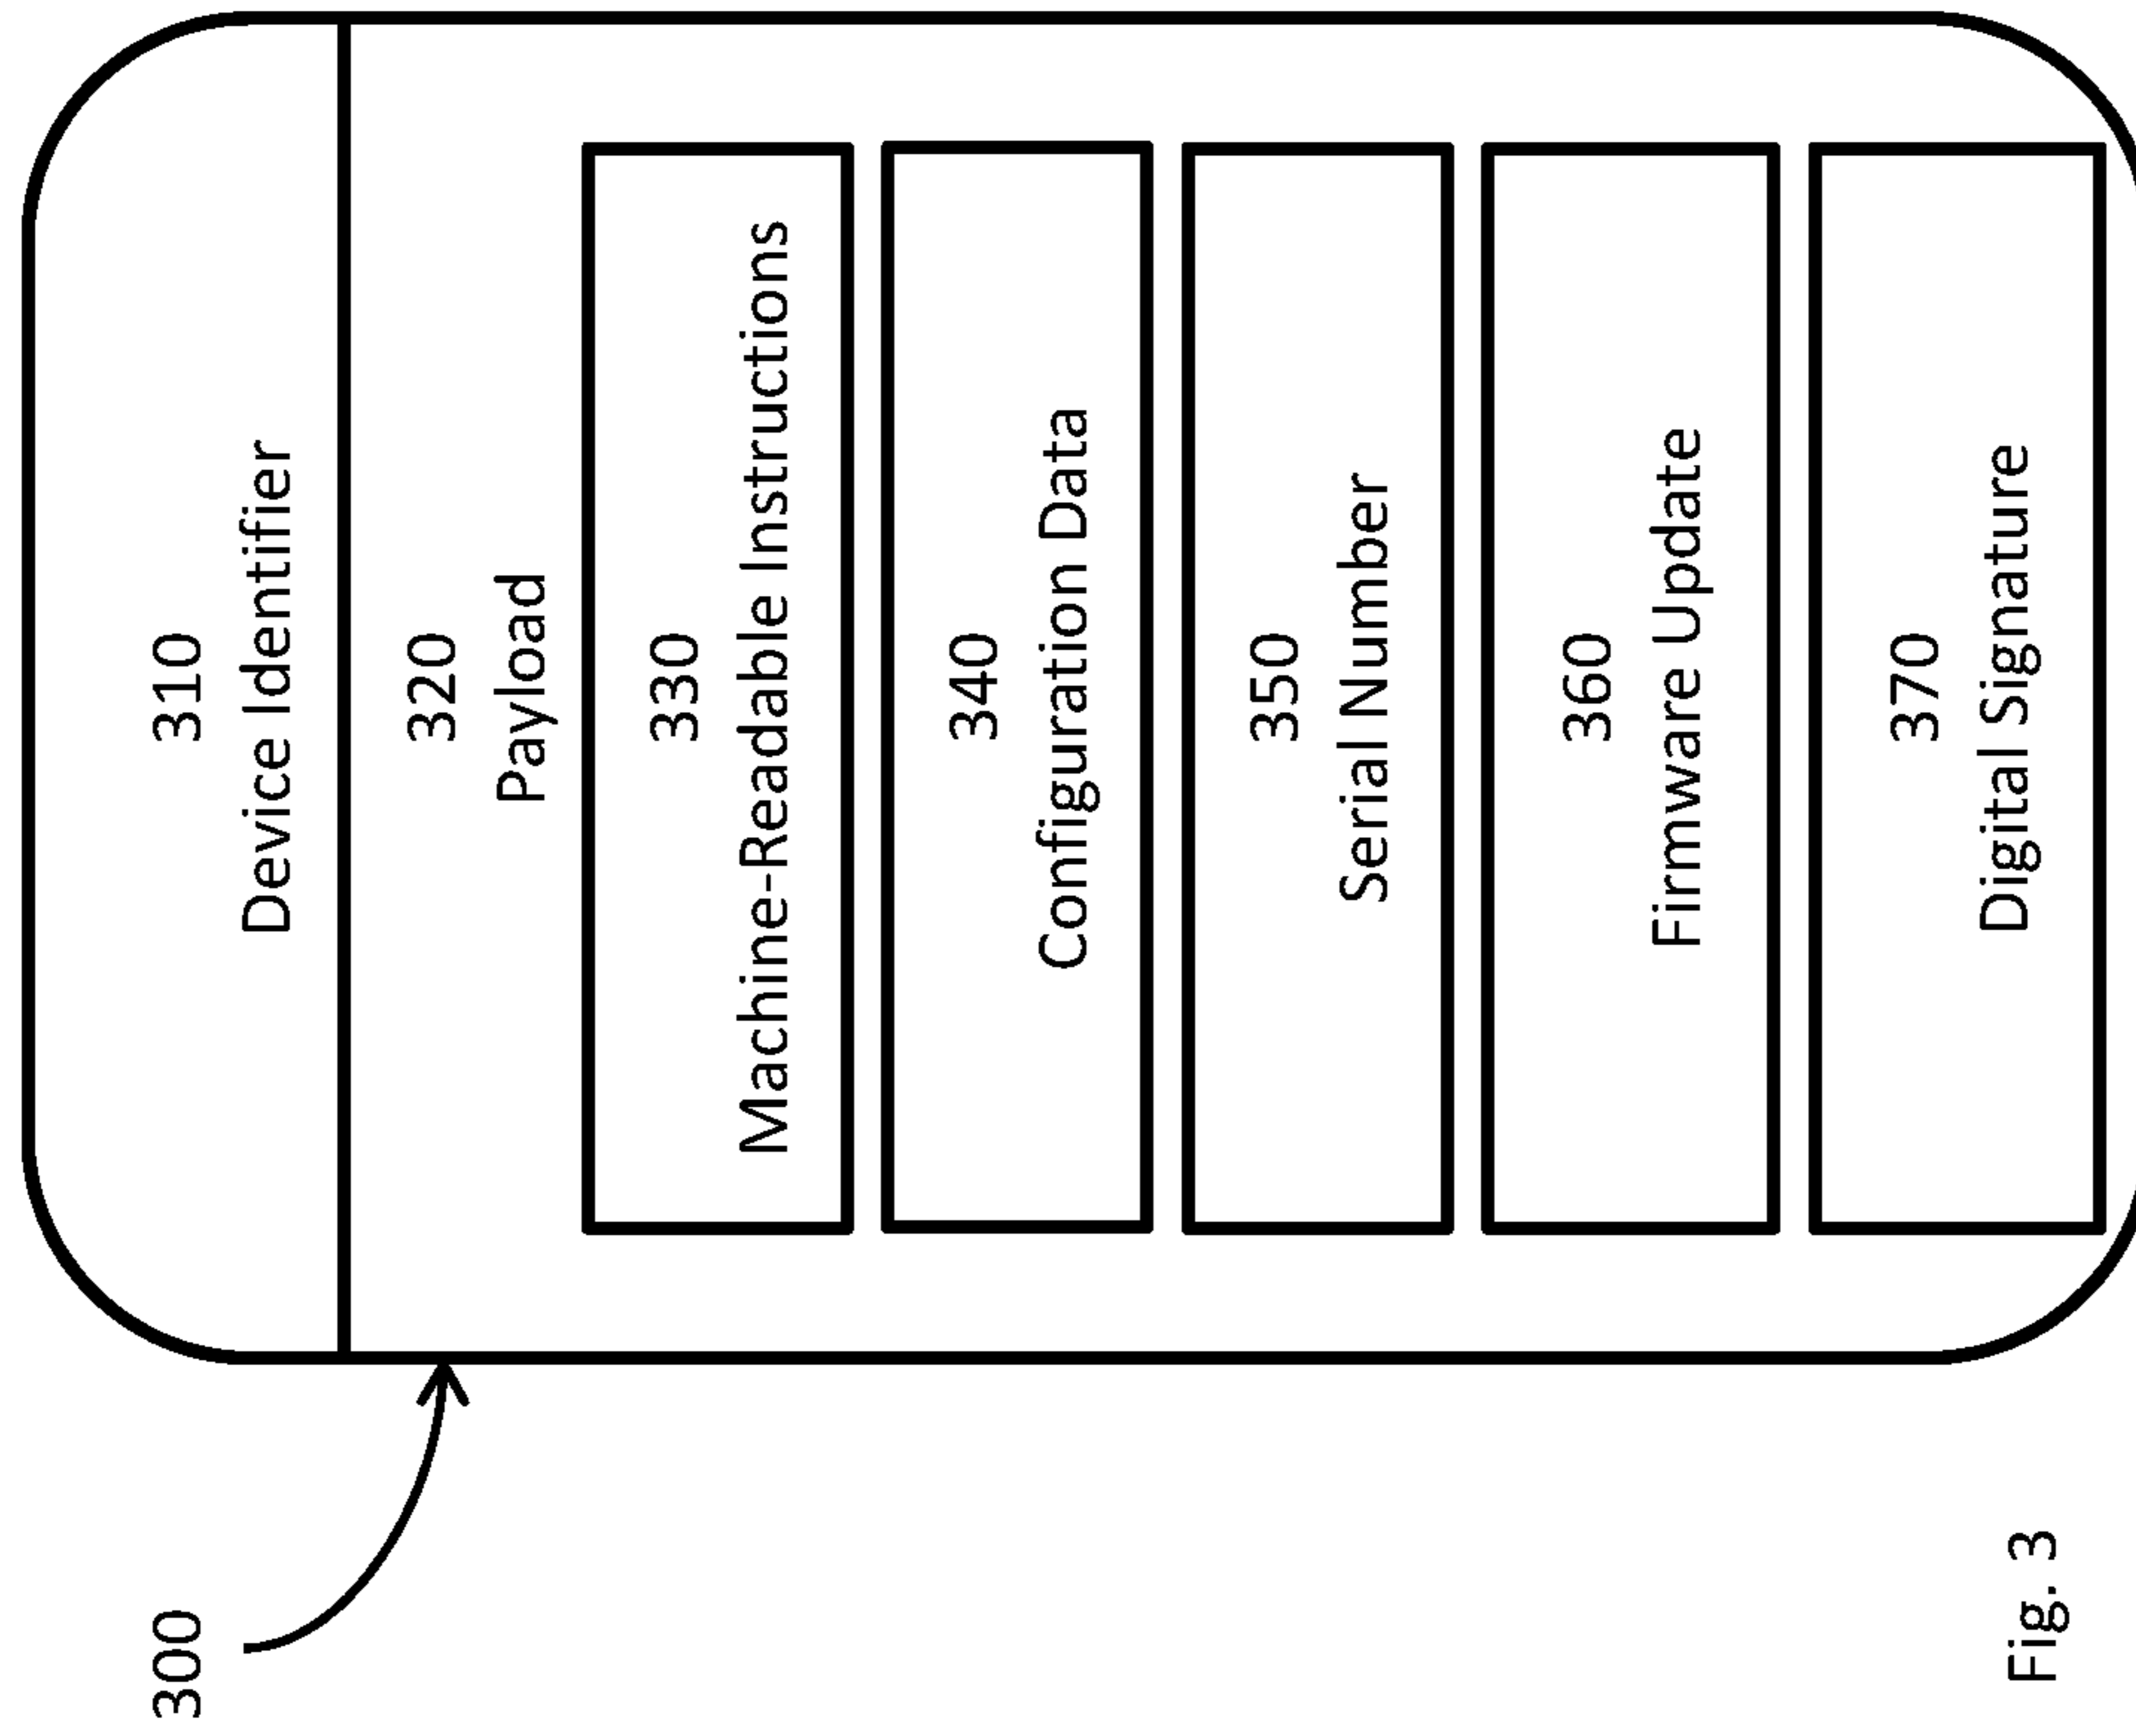 300
310
Device Identifier
320
Payload
330
Machine-Readable Instructions
340
Configuration Data
350
Serial Number
360
Firmware Update
370
Digital Signature
Fig. 3